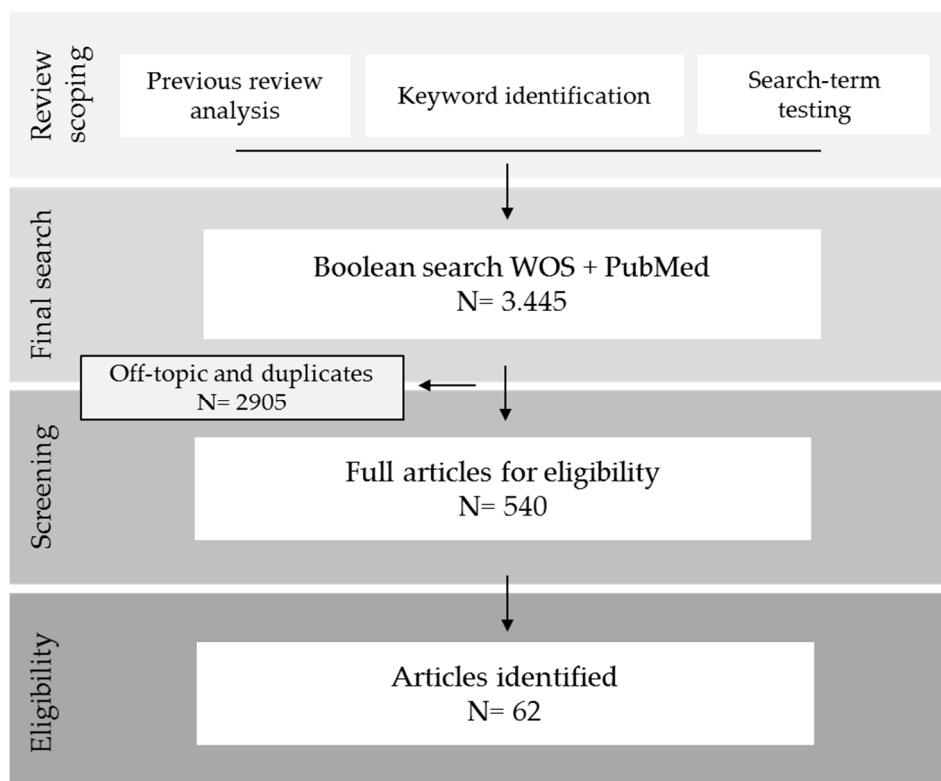 Review
scoping
Previous review
analysis
Keyword identification
Search-term
testing
Final search
Boolean search WOS + PubMed
N= 3.445
Off-topic and duplicates
N= 2905
Screening
Full articles for eligibility
N= 540
Eligibility
Articles identified
N= 62